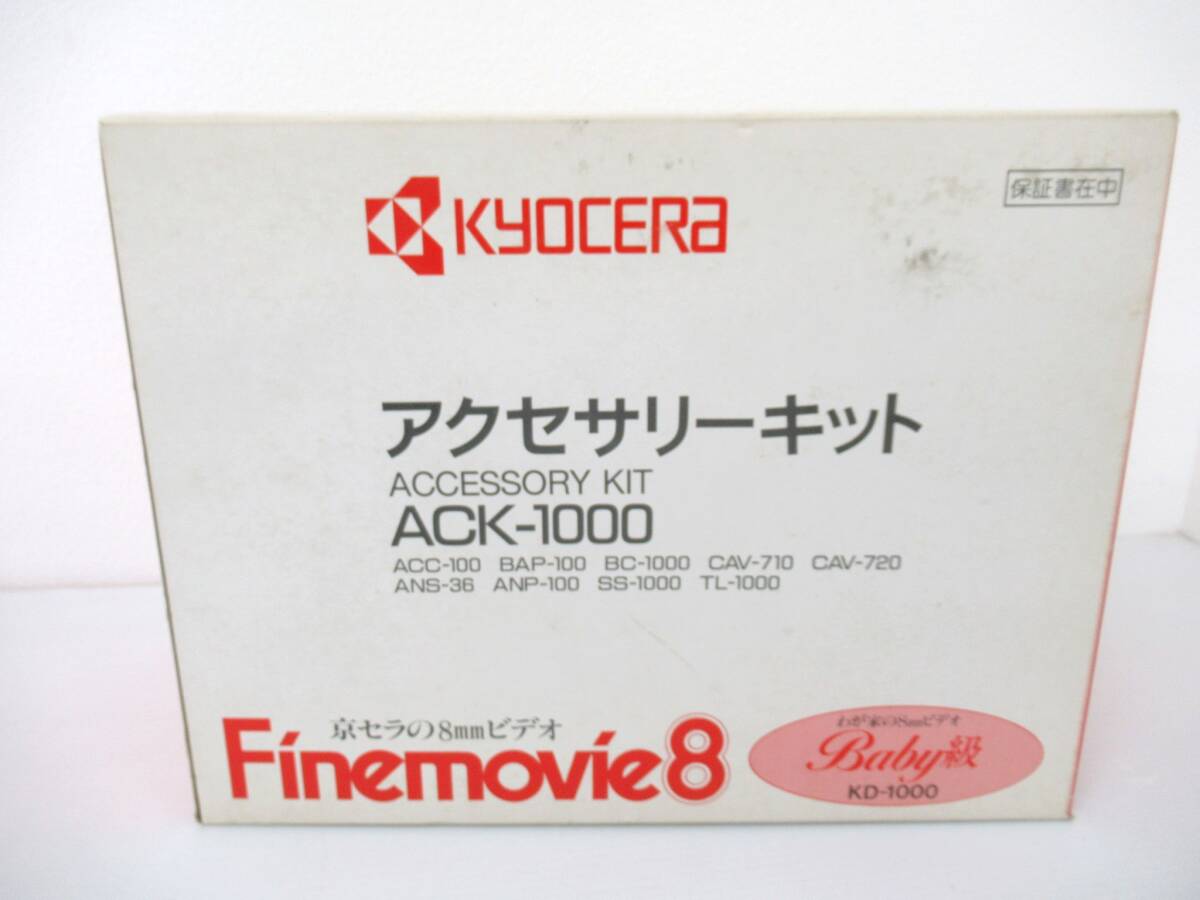 KYOCERa
保証書在中
アクセサリーキット
ACCESSORY KIT
ACK-1000
ACC-100 BAP-100 BC-1000 CAV-710 CAV-720
ANS-36 ANP-100 SS-1000 TL-1000
京セラの8mmビデオ
Finemovie8
わが家の8mmビデオ
Baby級
KD-1000